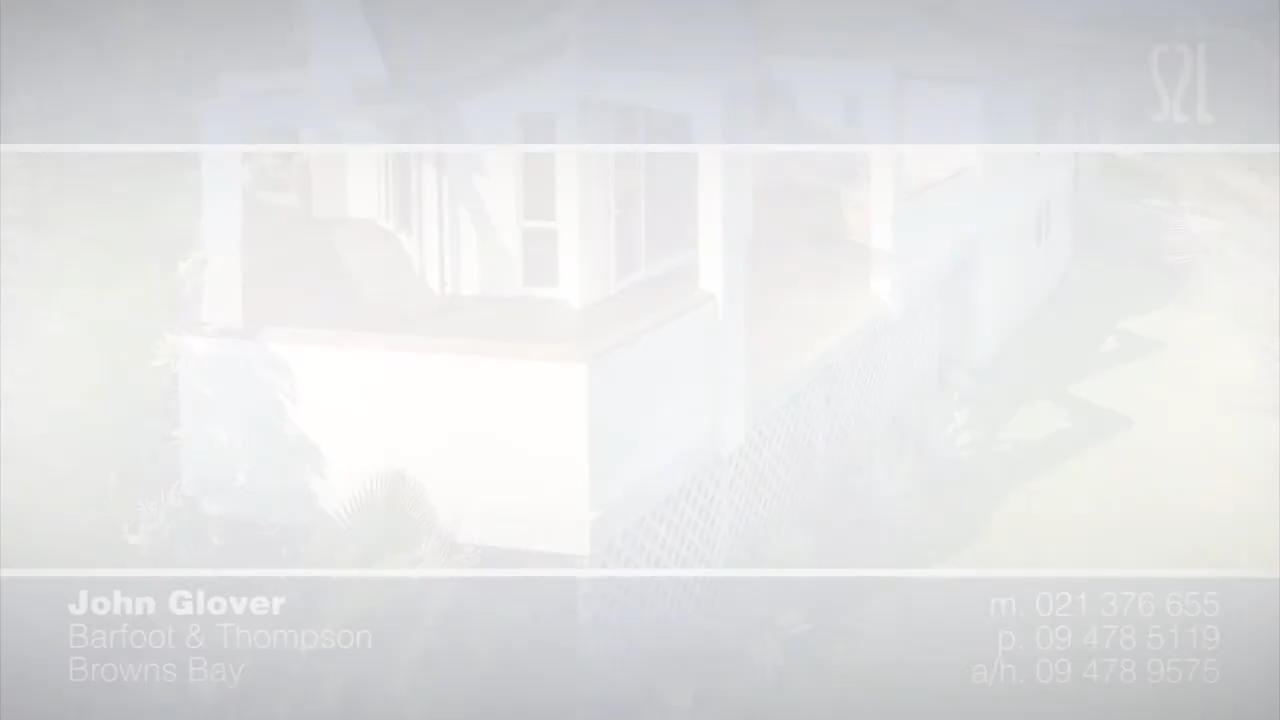 John Glover
Barfoot & Thompson
Browns Bay
m. 021 376 655
p. 09 478 5119
a/h. 09 478 9575